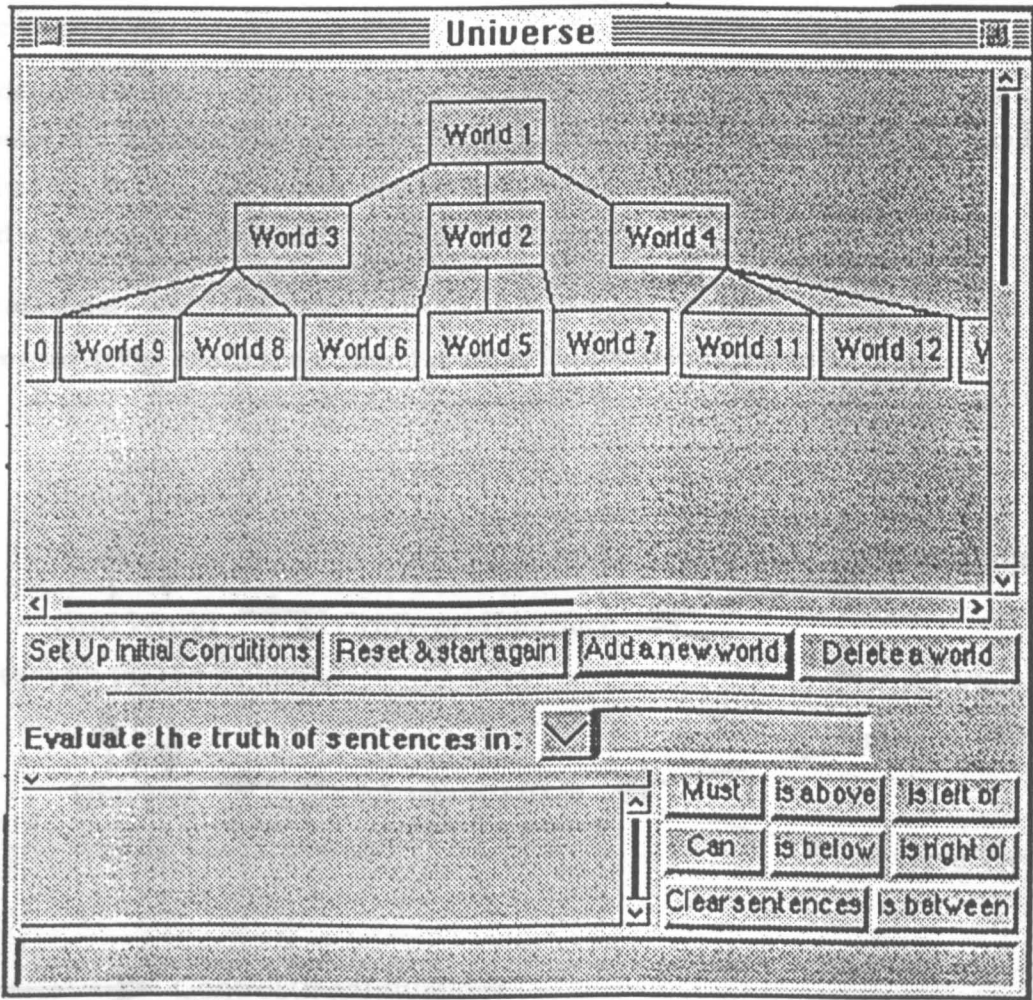 Universe
World 1
World 3 World 2 World 4
10 World 9 World 8 World 6 World 5 World 7 World 11 World 12 W
Set Up Initial Conditions Reset & start again Add a new world Delete a world
Evaluate the truth of sentences in:
Must is above is left of
Can is below is right of
Clear sentences is between